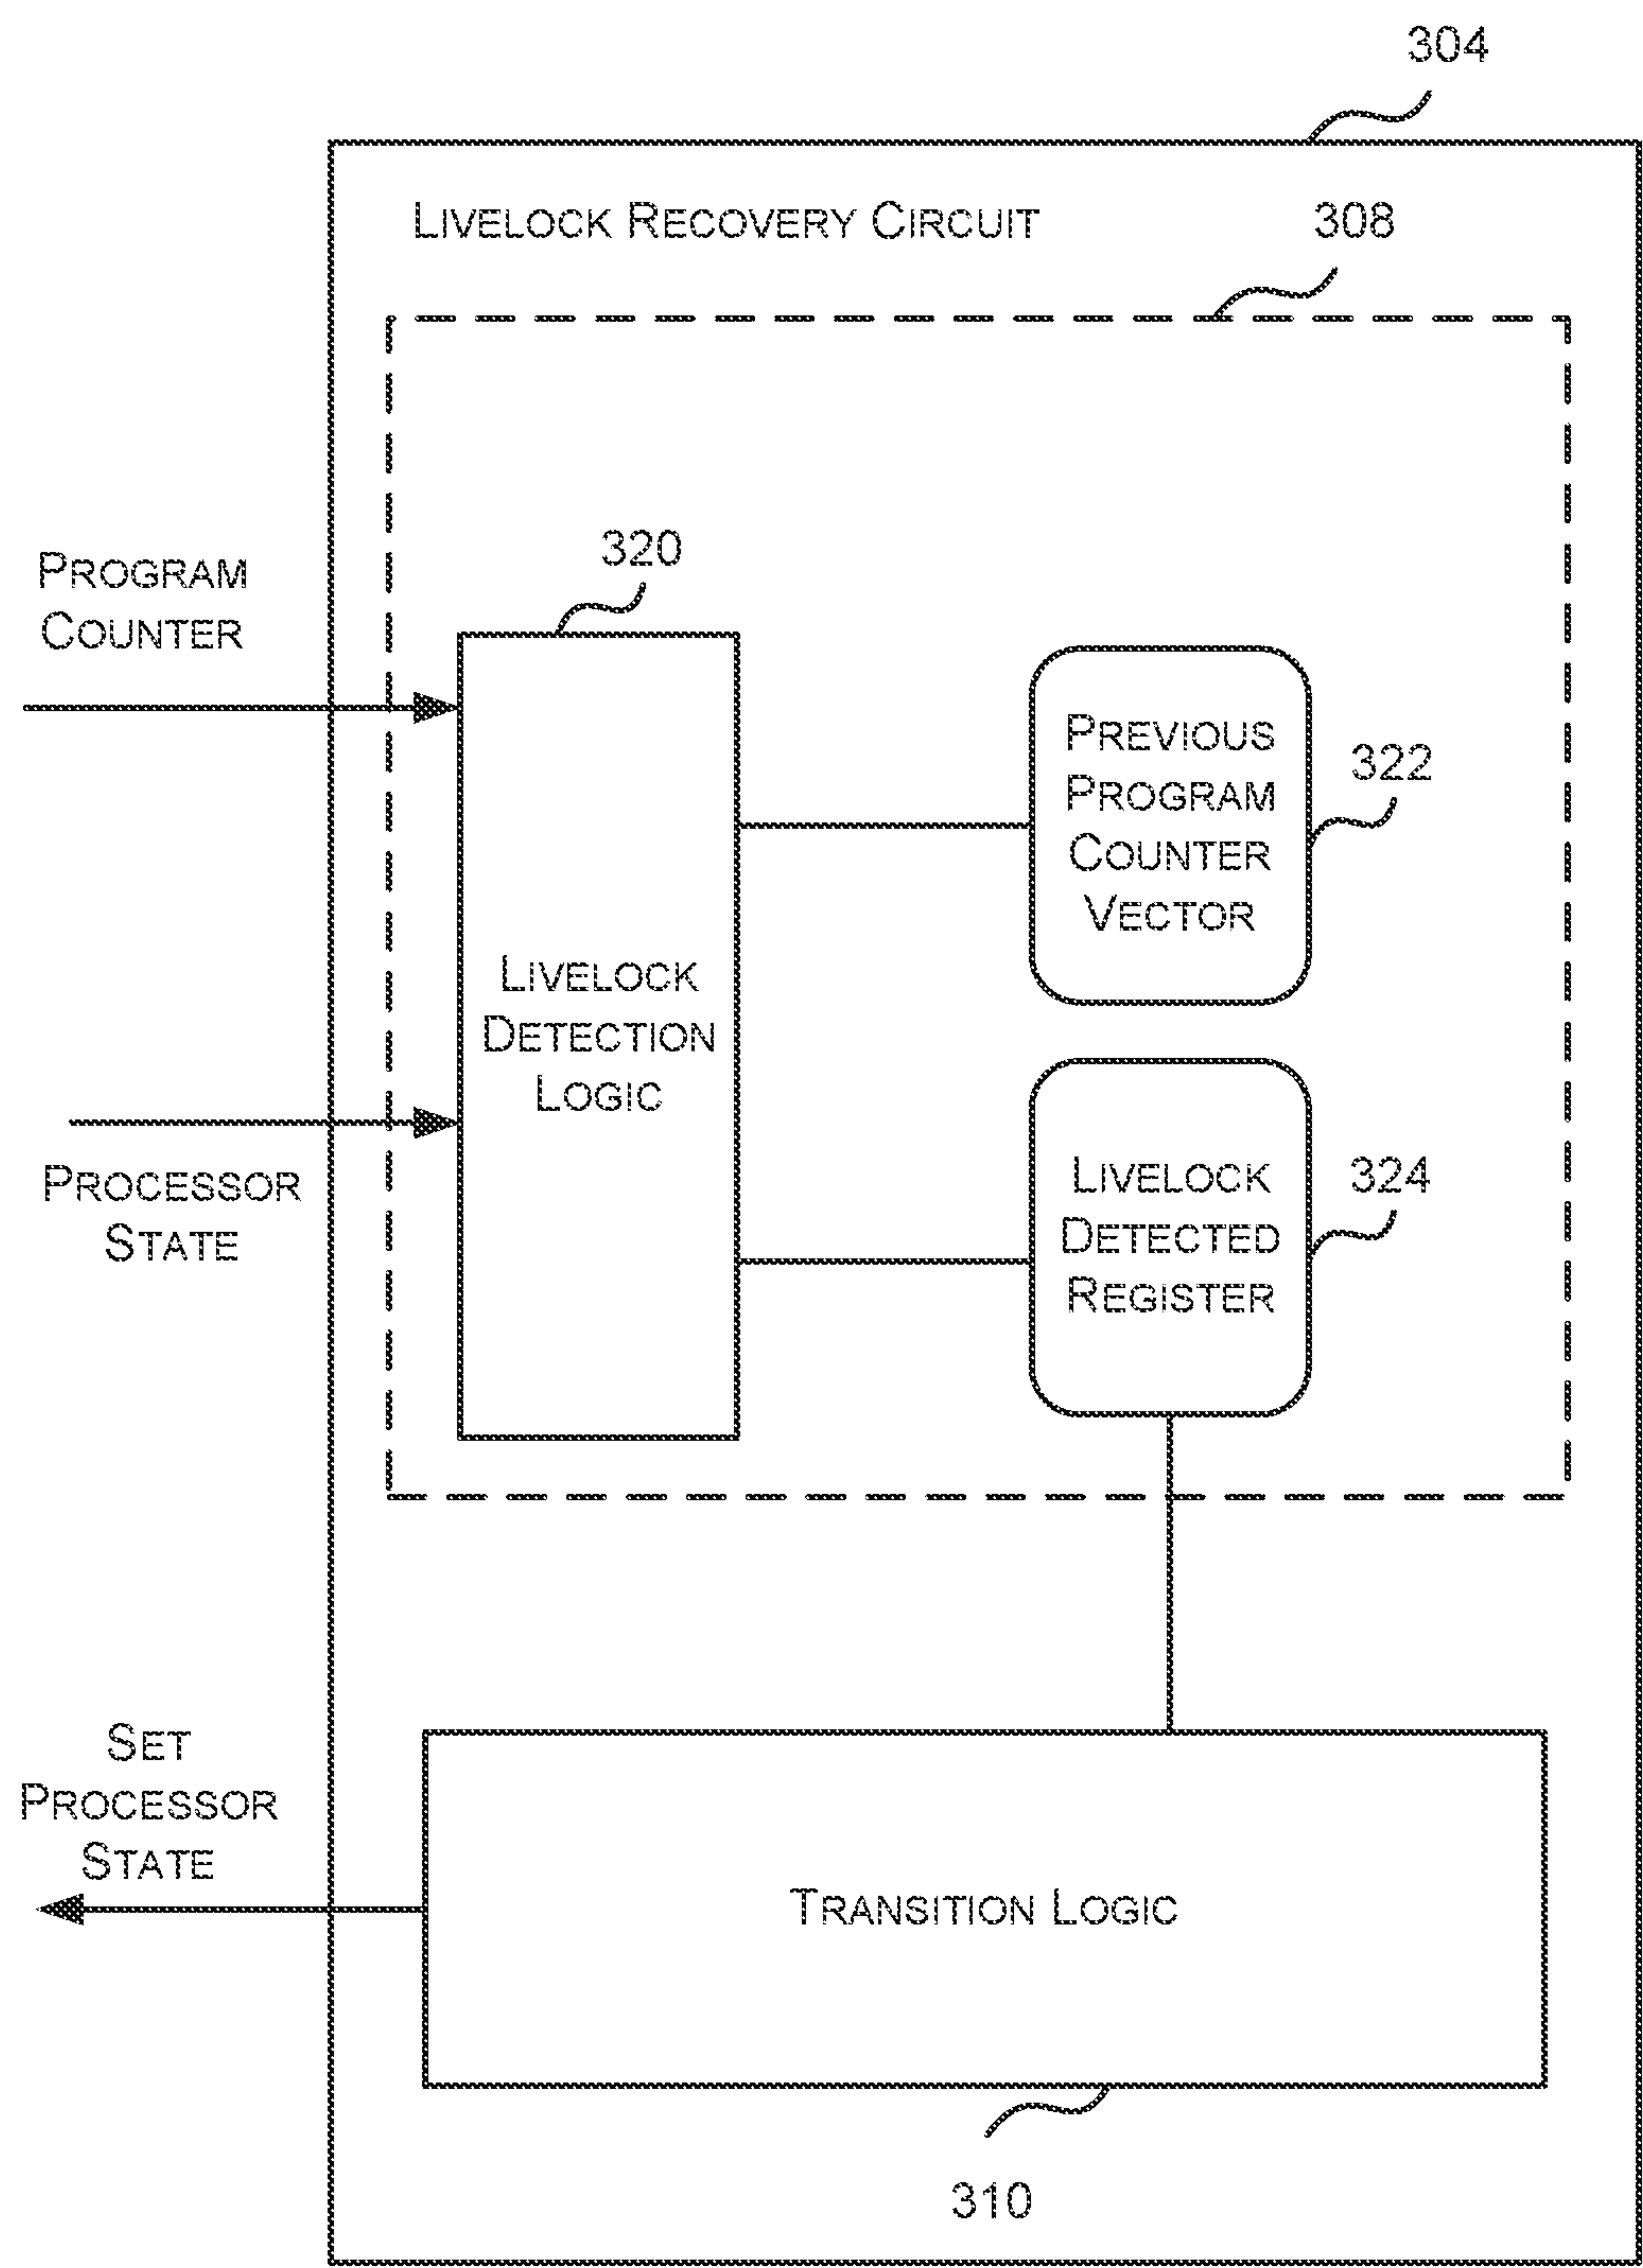 304
LIVELOCK RECOVERY CIRCUIT
308
320
PROGRAM
COUNTER
PREVIOUS
PROGRAM
COUNTER
VECTOR
322
LIVELOCK
DETECTION
LOGIC
PROCESSOR
STATE
LIVELOCK
DETECTED
REGISTER
324
SET
PROCESSOR
STATE
TRANSITION LOGIC
310